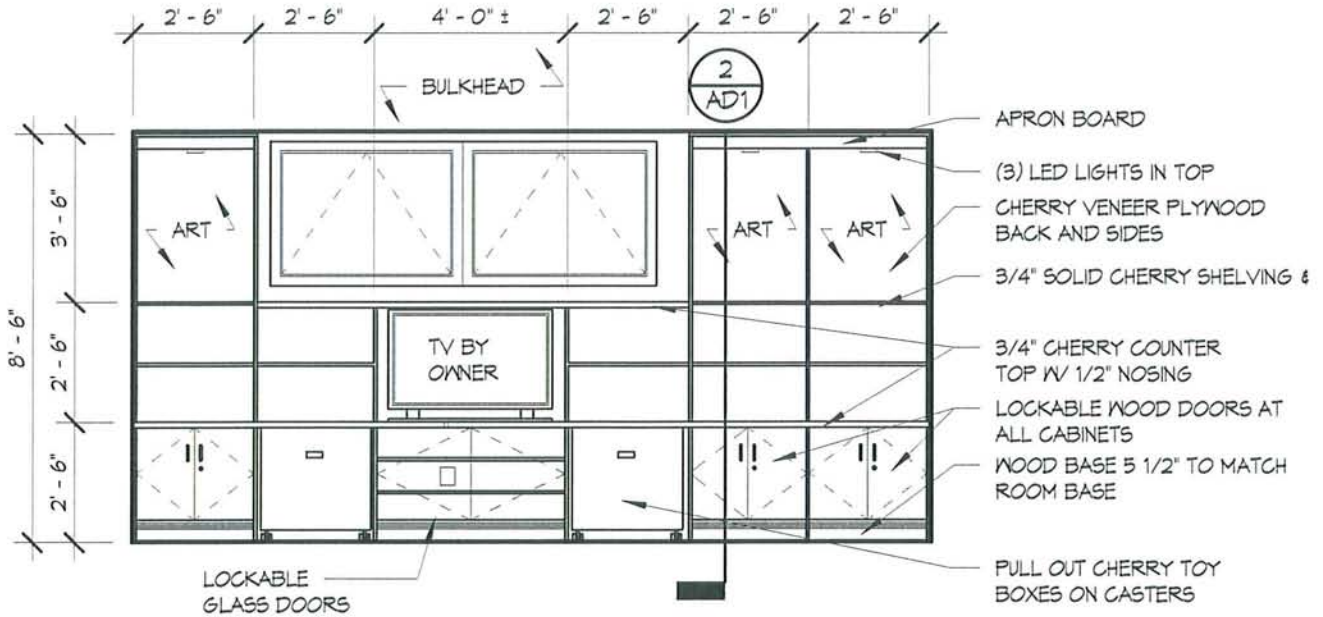 2' - 6" 2' - 6" 4' - 0" ± 2' - 6" 2' - 6" 2' - 6"
BULKHEAD
2
AD1
8' - 6"
3' - 6"
2' - 6"
2' - 6"
ART
ART
ART
TV BY
OWNER
APRON BOARD
(3) LED LIGHTS IN TOP
CHERRY VENEER PLYWOOD
BACK AND SIDES
3/4" SOLID CHERRY SHELVING &
3/4" CHERRY COUNTER
TOP W/ 1/2" NOSING
LOCKABLE WOOD DOORS AT
ALL CABINETS
WOOD BASE 5 1/2" TO MATCH
ROOM BASE
PULL OUT CHERRY TOY
BOXES ON CASTERS
LOCKABLE
GLASS DOORS